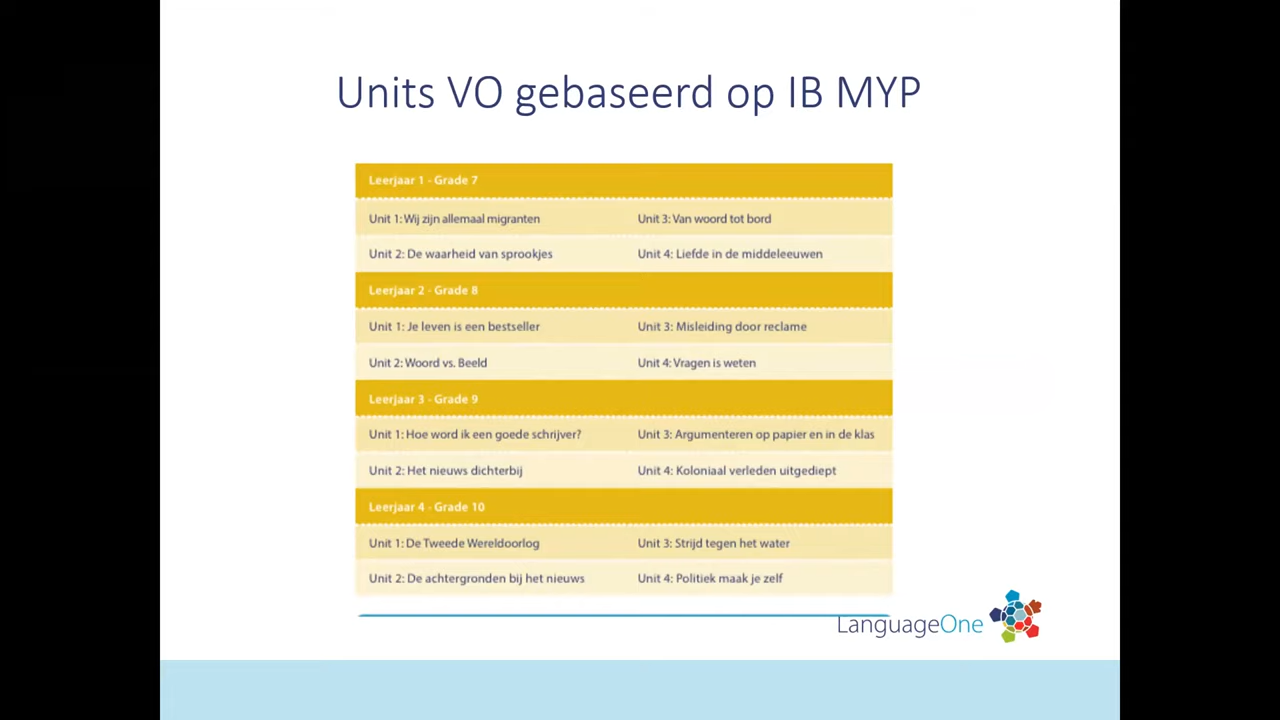 Units VO gebaseerd op IB MYP
Leerjaar 1 - Grade 7
Unit 1: Wij zijn allemaal migranten
Unit 3: Van woord tot bord
Unit 2: De waarheid van sprookjes
Unit 4: Liefde in de middeleeuwen
Leerjaar 2 - Grade 8
Unit 1: Je leven is een bestseller
Unit 3: Misleiding door reclame
Unit 2: Woord vs. Beeld
Unit 4: Vragen is weten
Leerjaar 3 - Grade 9
Unit 1: Hoe word ik een goede schrijver?
Unit 3: Argumenteren op papier en in de klas
Unit 2: Het nieuws dichterbij
Unit 4: Koloniaal verleden uitgediept
Leerjaar 4 - Grade 10
Unit 1: De Tweede Wereldoorlog
Unit 3: Strijd tegen het water
Unit 2: De achtergronden bij het nieuws
Unit 4: Politiek maak je zelf
LanguageOne